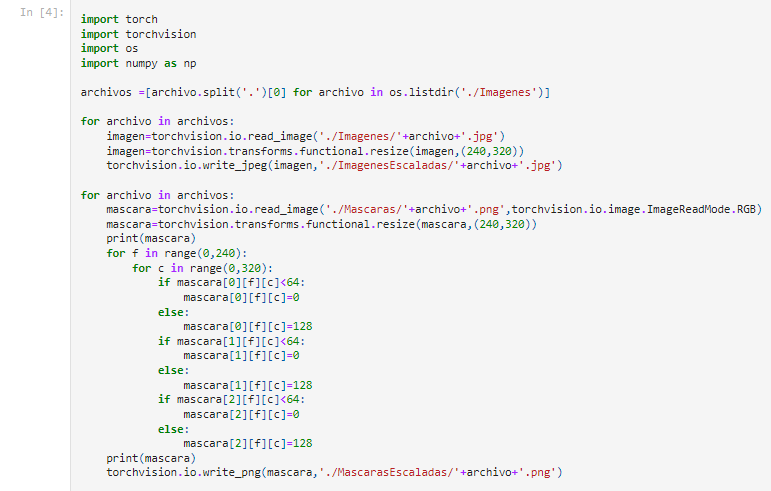 In [4]:
import torch
import torchvision
import os
import numpy as np

archivos =[archivo.split('.')[0] for archivo in os.listdir('./Imagenes')]

for archivo in archivos:
    imagen=torchvision.io.read_image('./Imagenes/'+archivo+'.jpg')
    imagen=torchvision.transforms.functional.resize(imagen,(240,320))
    torchvision.io.write_jpeg(imagen,'./ImagenesEscaladas/'+archivo+'.jpg')

for archivo in archivos:
    mascara=torchvision.io.read_image('./Mascaras/'+archivo+'.png',torchvision.io.image.ImageReadMode.RGB)
    mascara=torchvision.transforms.functional.resize(mascara,(240,320))
    print(mascara)
    for f in range(0,240):
        for c in range(0,320):
            if mascara[0][f][c]<64:
                mascara[0][f][c]=0
            else:
                mascara[0][f][c]=128
            if mascara[1][f][c]<64:
                mascara[1][f][c]=0
            else:
                mascara[1][f][c]=128
            if mascara[2][f][c]<64:
                mascara[2][f][c]=0
            else:
                mascara[2][f][c]=128
    print(mascara)
    torchvision.io.write_png(mascara,'./MascarasEscaladas/'+archivo+'.png')